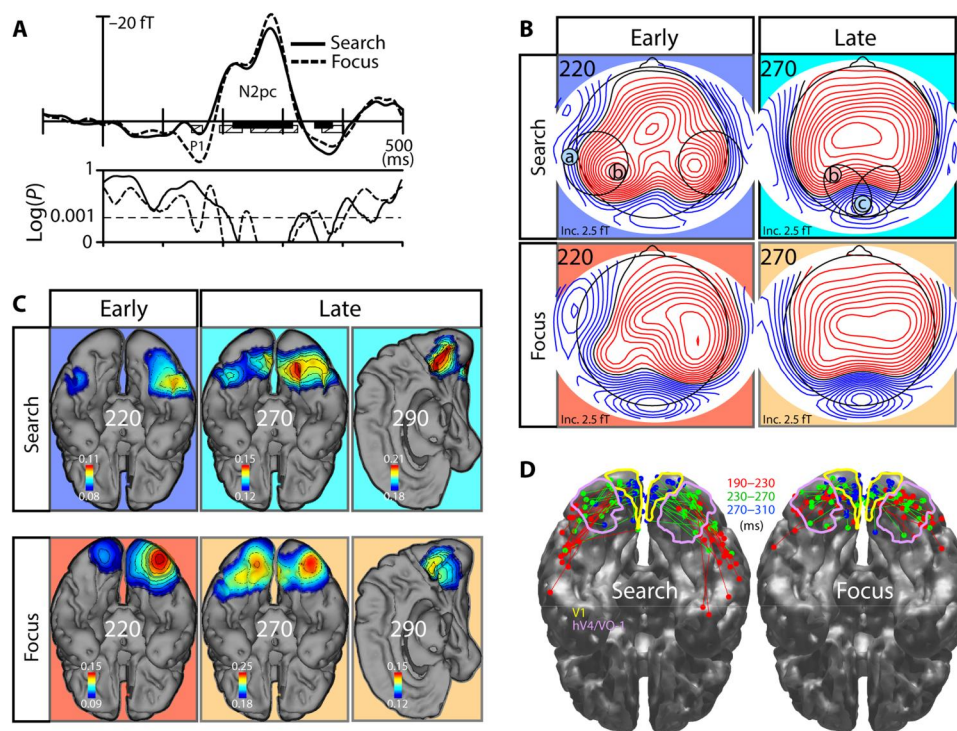 A
−20 fT
Search
Focus
N2pc
P1
500
(ms)
Log(P)
1
0.001
0
B
Early
Late
Search
220
270
a
b
b
c
Inc. 2.5 fT
Inc. 2.5 fT
Focus
220
270
Inc. 2.5 fT
Inc. 2.5 fT
C
Early
Late
Search
220
270
290
0.11
0.08
0.15
0.12
0.21
0.18
Focus
220
270
290
0.15
0.09
0.25
0.18
0.15
0.12
D
190–230
230–270
270–310
(ms)
Search
Focus
V1
hV4/VO-1